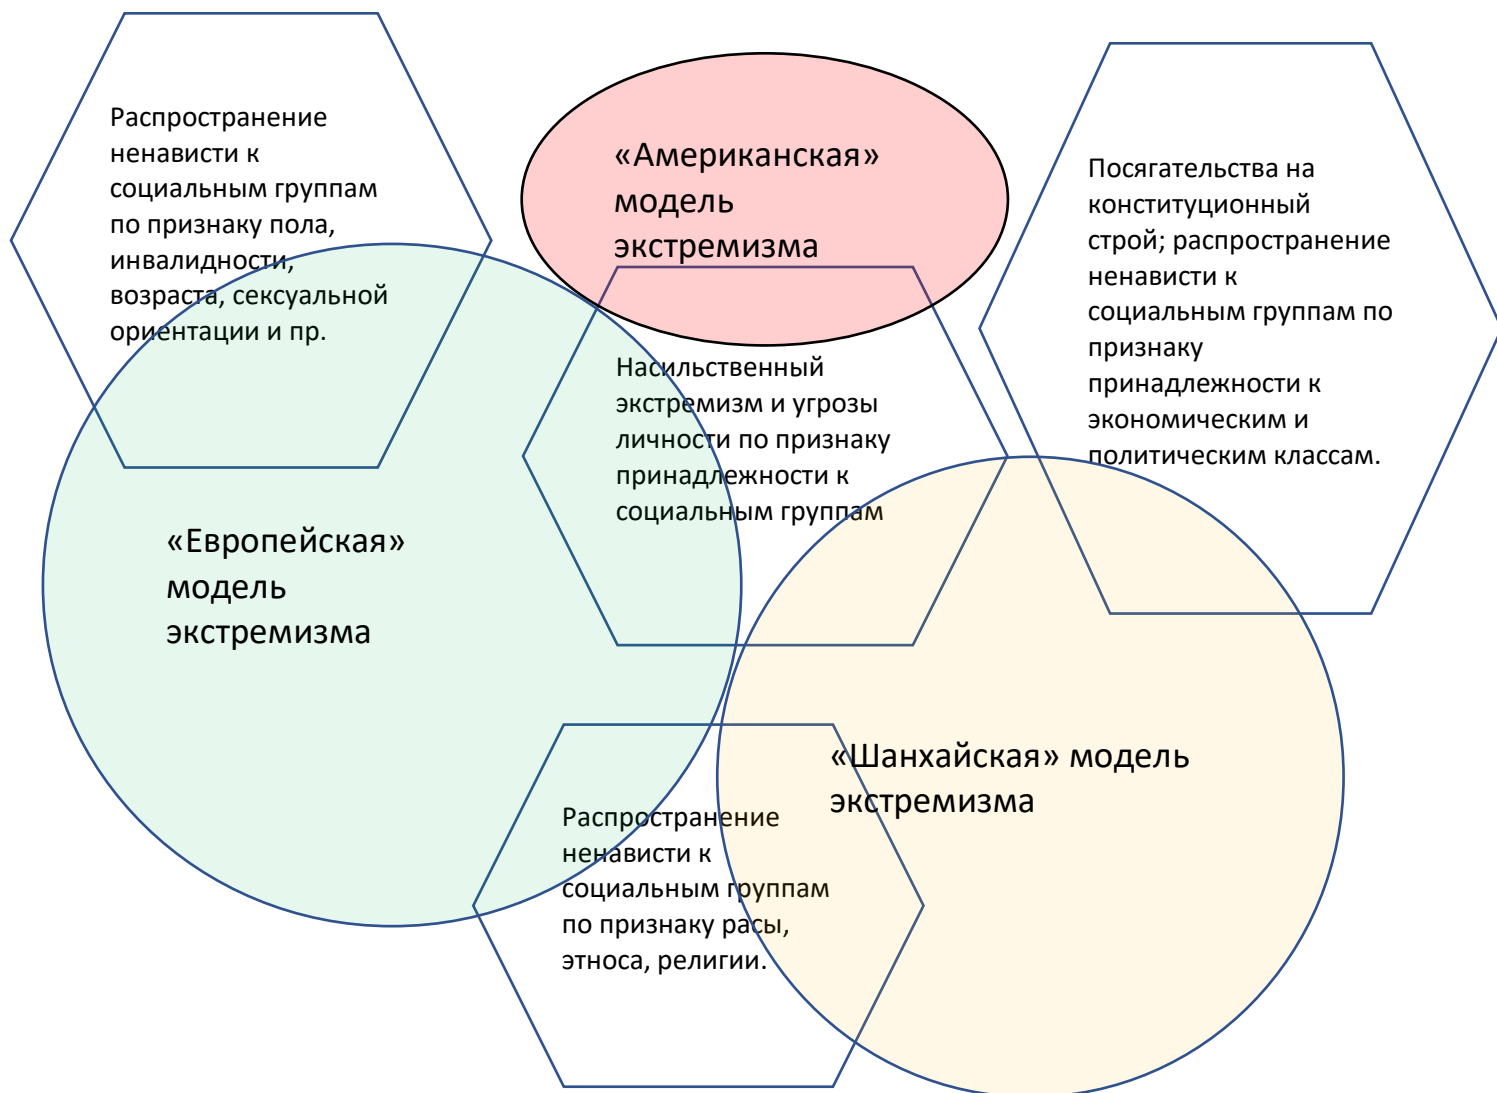 Распространение
ненависти к
социальным группам
по признаку пола,
инвалидности,
возраста, сексуальной
ориентации и пр.
«Американская»
модель
экстремизма
Посягательства на
конституционный
строй; распространение
ненависти к
социальным группам по
признаку
принадлежности к
экономическим и
политическим классам.
Насильственный
экстремизм и угрозы
личности по признаку
принадлежности к
социальным группам
«Европейская»
модель
экстремизма
«Шанхайская» модель
экстремизма
Распространение
ненависти к
социальным группам
по признаку расы,
этноса, религии.